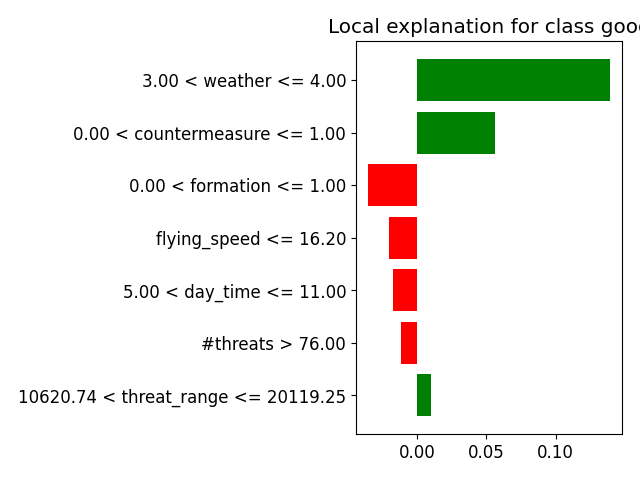 Local explanation for class goo
3.00 < weather <= 4.00
0.00 < countermeasure <= 1.00
0.00 < formation <= 1.00
flying_speed <= 16.20
5.00 < day_time <= 11.00
#threats > 76.00
10620.74 < threat_range <= 20119.25
0.00 0.05 0.10